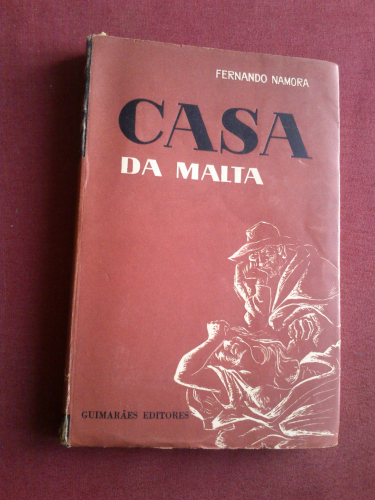 FERNANDO NAMORA
CASA
DA MALTA
GUIMARÃES EDITORES